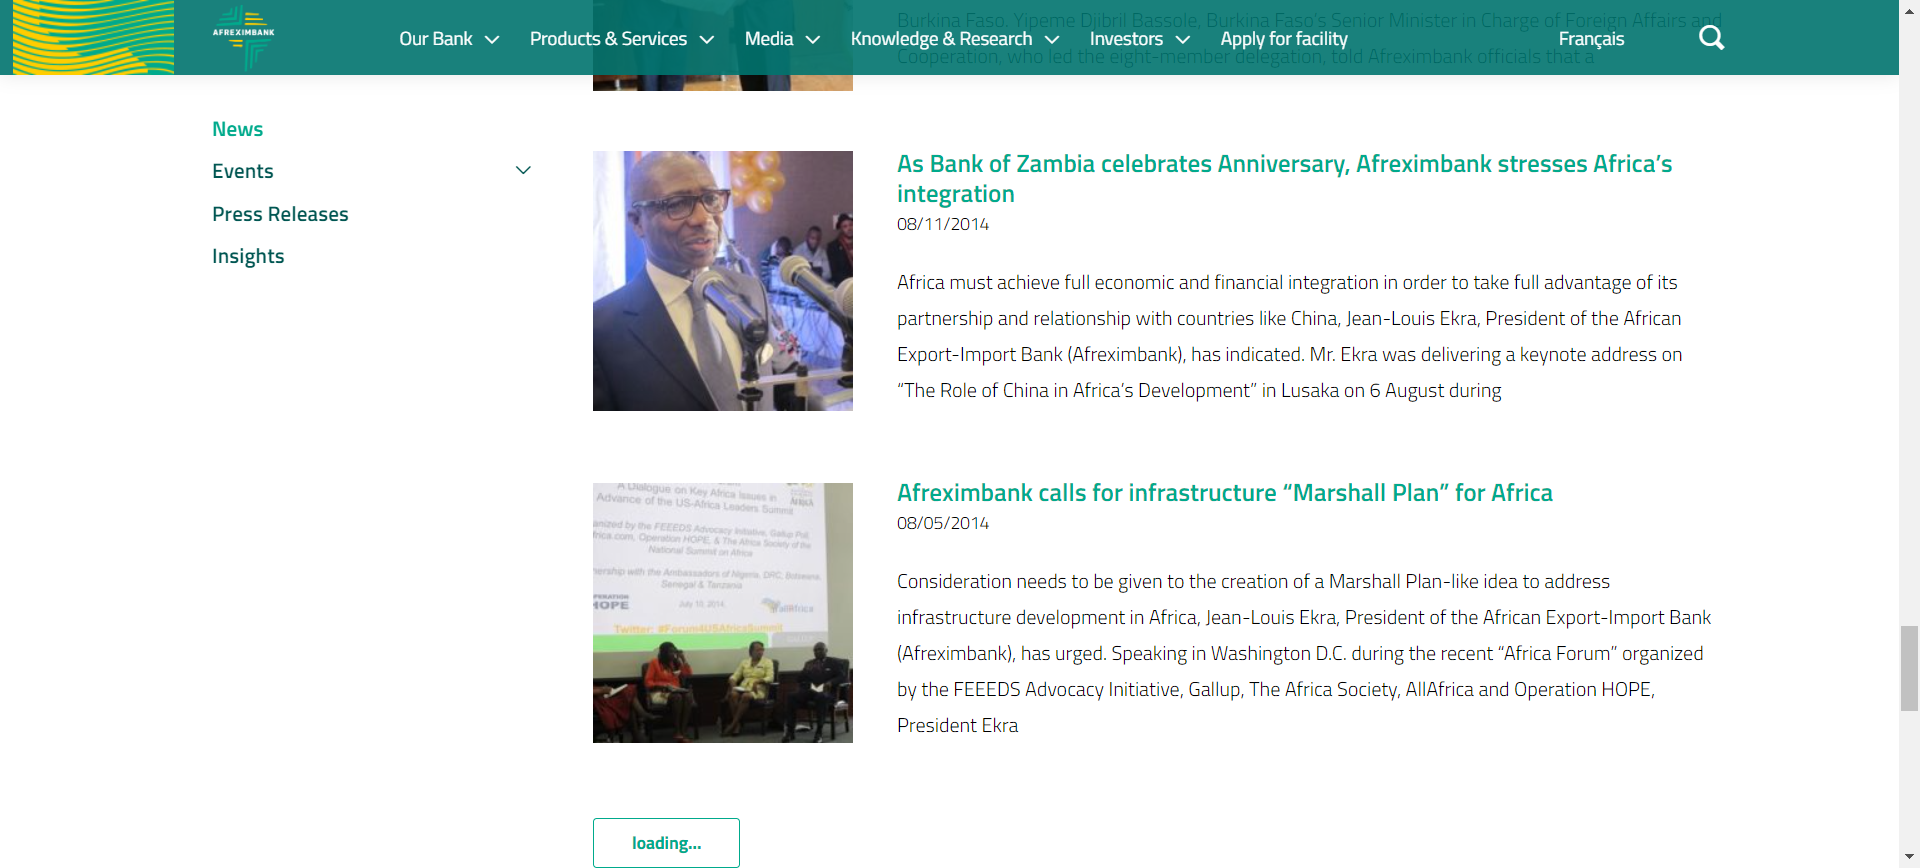 AFREXIMBANK
Our Bank
Products & Services
Media
Knowledge & Research
Investors
Apply for facility
Français
Burkina Faso. Yipeme Djibril Bassole, Burkina Faso's Senior Minister in Charge of Foreign Affairs and
Cooperation, who led the eight-member delegation, told Afreximbank officials that a
News
Events
Press Releases
Insights
As Bank of Zambia celebrates Anniversary, Afreximbank stresses Africa's
integration
08/11/2014
Africa must achieve full economic and financial integration in order to take full advantage of its
partnership and relationship with countries like China, Jean-Louis Ekra, President of the African
Export-Import Bank (Afreximbank), has indicated. Mr. Ekra was delivering a keynote address on
“The Role of China in Africa's Development” in Lusaka on 6 August during
A Dialogue on Key Africa Issues in
Advance of the US-Africa Leaders Summit
by the FEEEDS Advocacy Initiative, Gallup Poll,
Operation HOPE, & The Africa Society of the
National Summit on Africa
with the Ambassadors of Nigeria, DRC, Botswana,
Senegal & Tanzania
HOPE
July 10, 2014
allAfrica
Twitter: #Forum4USAfricaSummit
Afreximbank calls for infrastructure “Marshall Plan” for Africa
08/05/2014
Consideration needs to be given to the creation of a Marshall Plan-like idea to address
infrastructure development in Africa, Jean-Louis Ekra, President of the African Export-Import Bank
(Afreximbank), has urged. Speaking in Washington D.C. during the recent “Africa Forum” organized
by the FEEEDS Advocacy Initiative, Gallup, The Africa Society, AllAfrica and Operation HOPE,
President Ekra
loading...